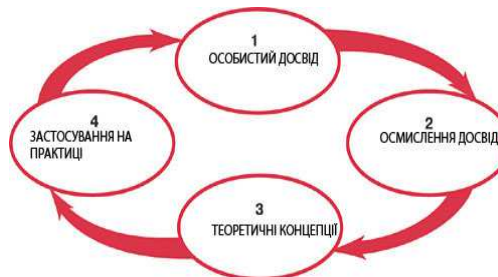 1
ОСОБИСТИЙ ДОСВІД
2
ОСМИСЛЕННЯ ДОСВІД
3
ТЕОРЕТИЧНІ КОНЦЕПЦІЇ
4
ЗАСТОСУВАННЯ НА
ПРАКТИЦІ